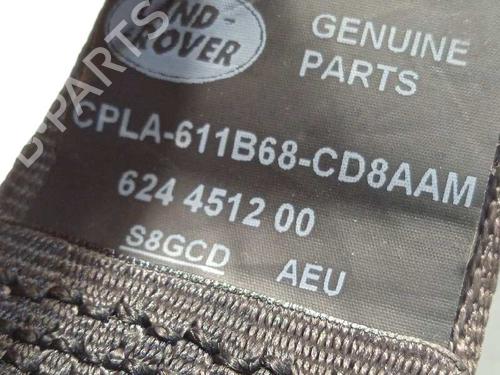 LAND-
ROVER
GENUINE
PARTS
CPLA-611B68-CD8AAM
624 4512 00
S8GCD AEU
B-PARTS